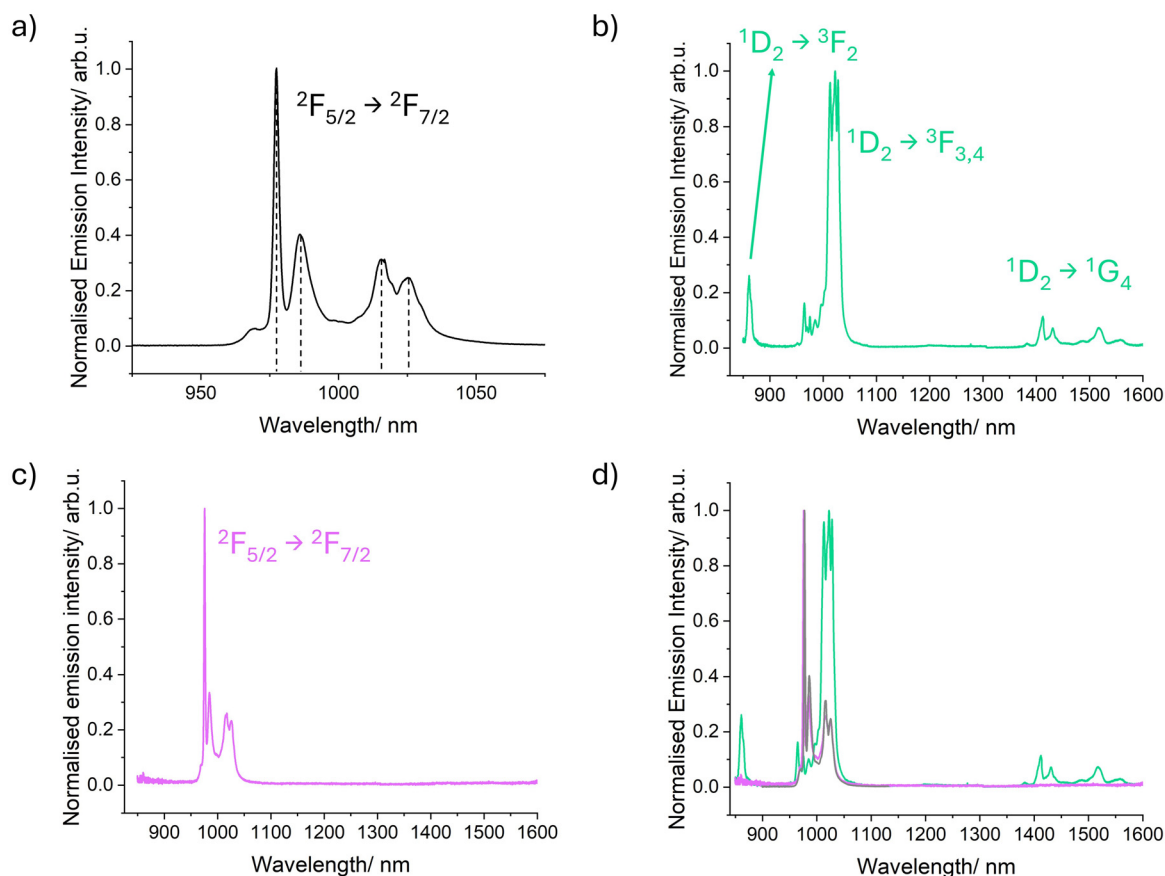 a)
Normalised Emission Intensity/ arb.u.
1.0
0.8
0.6
0.4
0.2
0.0
²F₅/₂ → ²F₇/₂
950
1000
1050
Wavelength/ nm
b)
Normalised Emission Intensity/ arb.u.
1.0
0.8
0.6
0.4
0.2
0.0
¹D₂ → ³F₂
¹D₂ → ³F₃,₄
¹D₂ → ¹G₄
900 1000 1100 1200 1300 1400 1500 1600
Wavelength/ nm
c)
Normalised emission intensity/ arb.u.
1.0
0.8
0.6
0.4
0.2
0.0
²F₅/₂ → ²F₇/₂
900 1000 1100 1200 1300 1400 1500 1600
Wavelength/ nm
d)
Normalised Emission Intensity/ arb.u.
1.0
0.8
0.6
0.4
0.2
0.0
900 1000 1100 1200 1300 1400 1500 1600
Wavelength/ nm